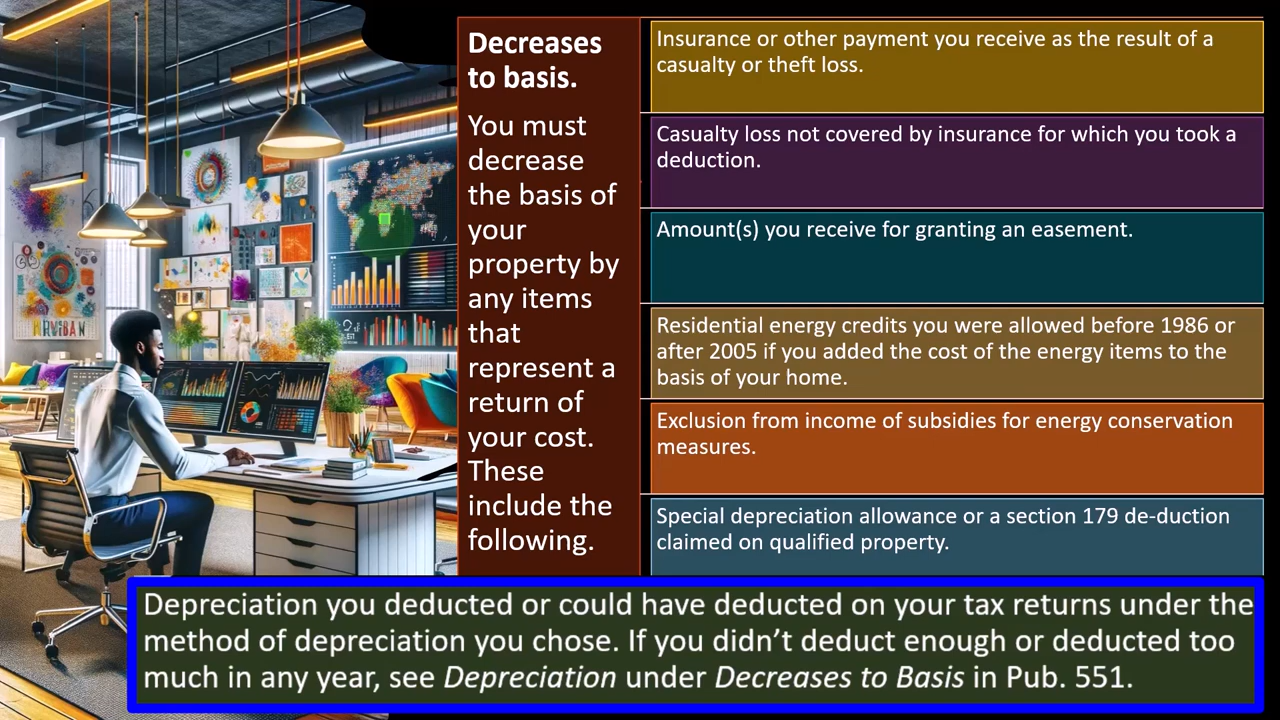 Decreases
to basis.
You must
decrease
the basis of
your
property by
any items
that
represent a
return of
your cost.
These
include the
following.
Insurance or other payment you receive as the result of a
casualty or theft loss.
Casualty loss not covered by insurance for which you took a
deduction.
Amount(s) you receive for granting an easement.
Residential energy credits you were allowed before 1986 or
after 2005 if you added the cost of the energy items to the
basis of your home.
Exclusion from income of subsidies for energy conservation
measures.
Special depreciation allowance or a section 179 de-duction
claimed on qualified property.
Depreciation you deducted or could have deducted on your tax returns under the
method of depreciation you chose. If you didn’t deduct enough or deducted too
much in any year, see Depreciation under Decreases to Basis in Pub. 551.